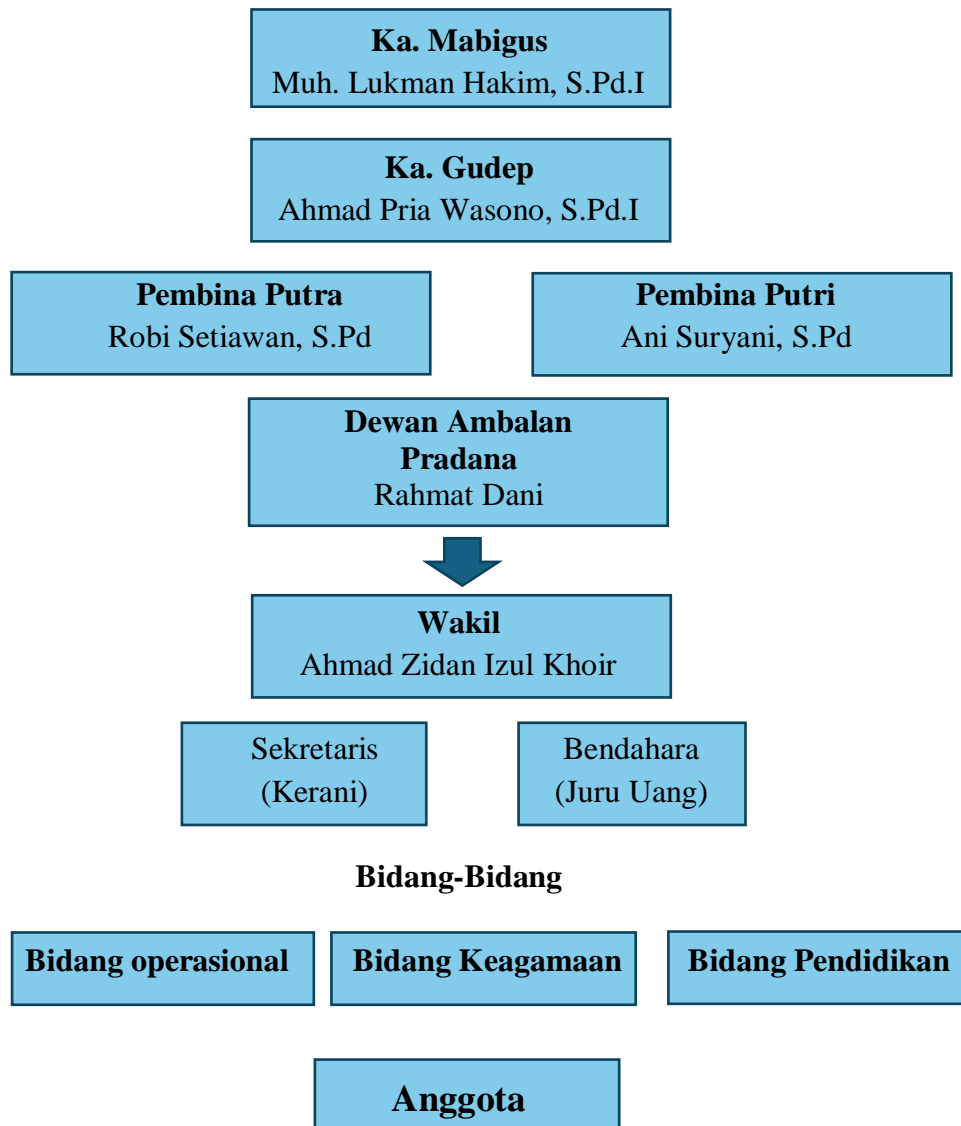 Ka. Mabigus
Muh. Lukman Hakim, S.Pd.I
Ka. Gudep
Ahmad Pria Wasono, S.Pd.I
Pembina Putra
Robi Setiawan, S.Pd
Pembina Putri
Ani Suryani, S.Pd
Dewan Ambalan
Pradana
Rahmat Dani
Wakil
Ahmad Zidan Izul Khoir
Sekretaris
(Kerani)
Bendahara
(Juru Uang)
Bidang-Bidang
Bidang operasional
Bidang Keagamaan
Bidang Pendidikan
Anggota